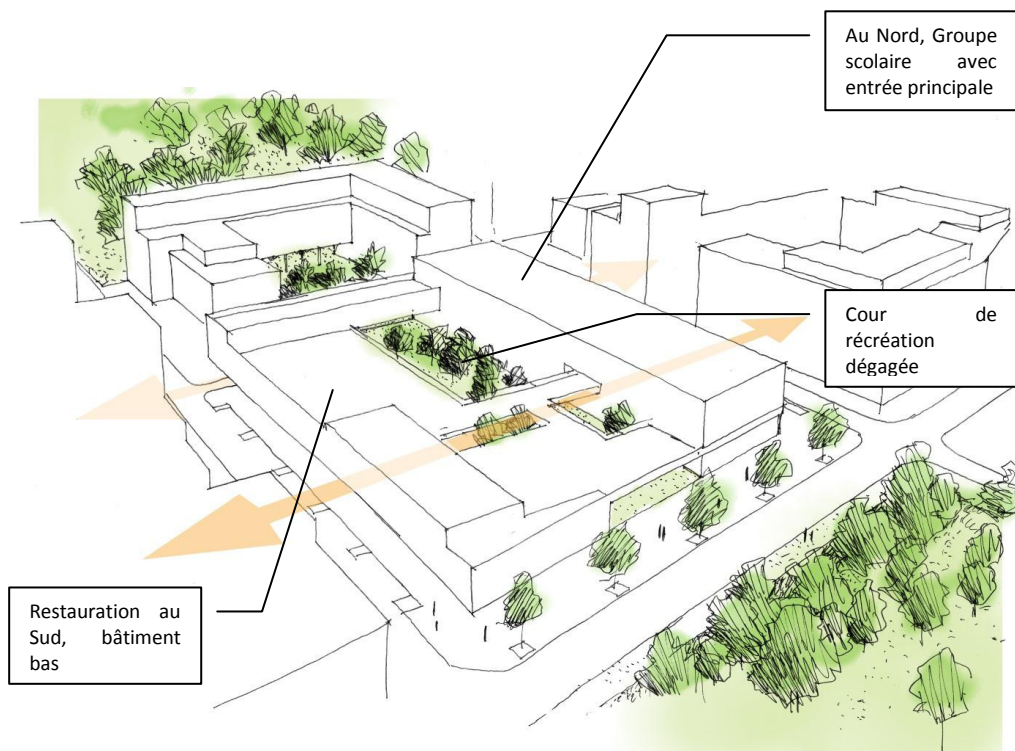 Au Nord, Groupe
scolaire avec
entrée principale
Cour de
récréation
dégagée
Restauration au
Sud, bâtiment
bas